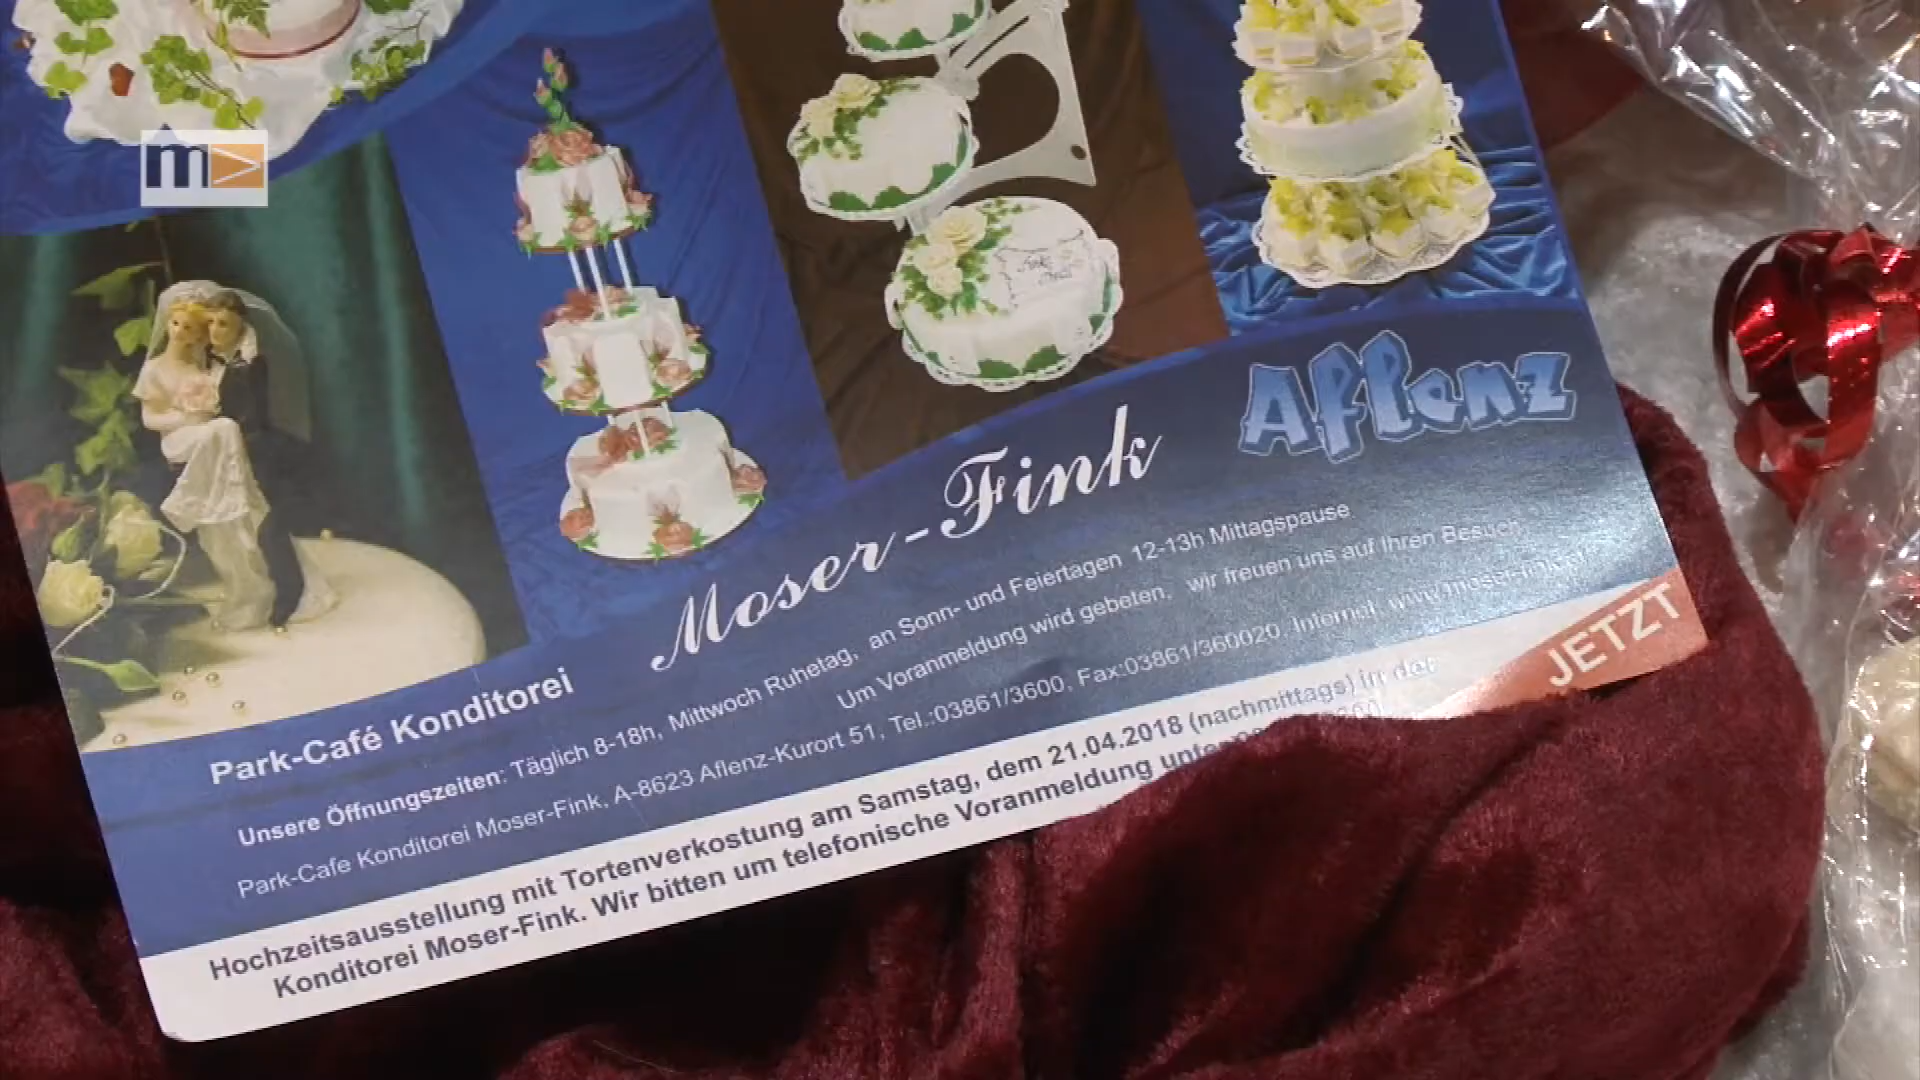 m>
Aflenz
Moser-Fink
Park-Café Konditorei
Unsere Öffnungszeiten: Täglich 8-18h, Mittwoch Ruhetag, an Sonn- und Feiertagen 12-13h Mittagspause
Um Voranmeldung wird gebeten, wir freuen uns auf Ihren Besuch.
Park-Cafe Konditorei Moser-Fink, A-8623 Aflenz-Kurort 51, Tel.:03861/3600, Fax:03861/360020 Internet: www.moser-fink.at
JETZT
Hochzeitsausstellung mit Tortenverkostung am Samstag, dem 21.04.2018 (nachmittags) in der
Konditorei Moser-Fink. Wir bitten um telefonische Voranmeldung unter